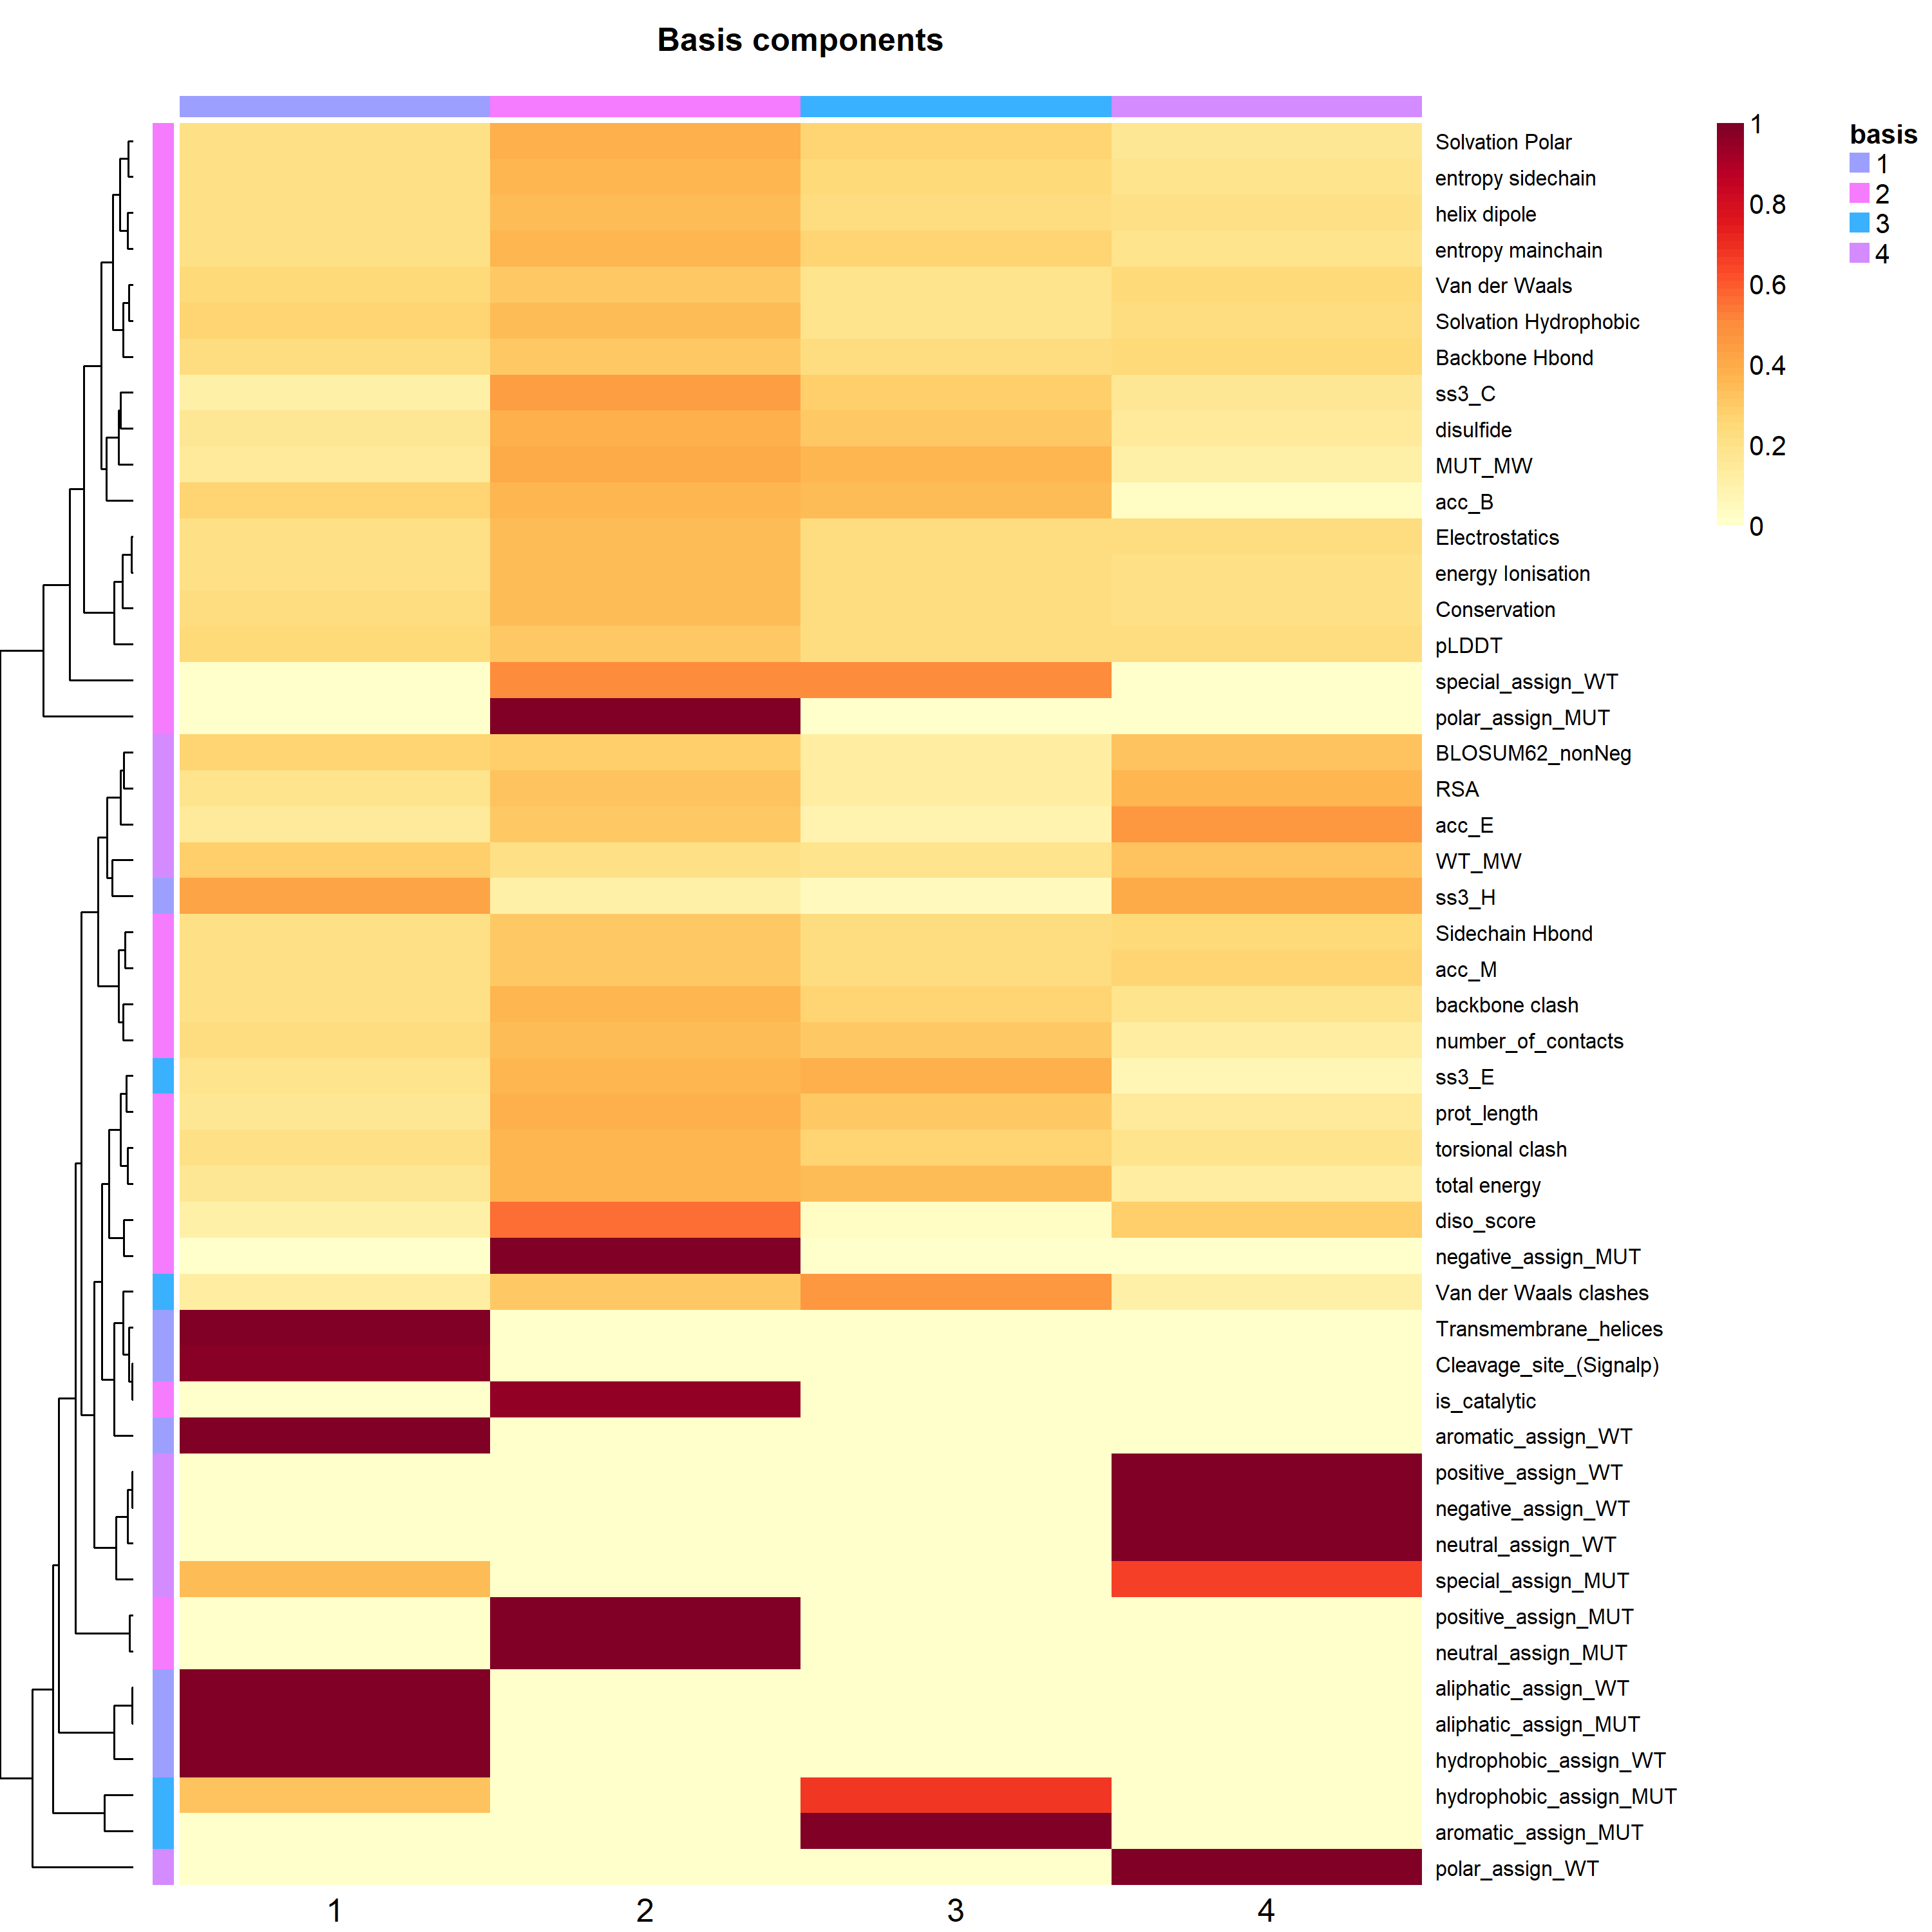 Basis components
Solvation Polar
entropy sidechain
helix dipole
entropy mainchain
Van der Waals
Solvation Hydrophobic
Backbone Hbond
ss3_C
disulfide
MUT_MW
acc_B
Electrostatics
energy Ionisation
Conservation
pLDDT
special_assign_WT
polar_assign_MUT
BLOSUM62_nonNeg
RSA
acc_E
WT_MW
ss3_H
Sidechain Hbond
acc_M
backbone clash
number_of_contacts
ss3_E
prot_length
torsional clash
total energy
diso_score
negative_assign_MUT
Van der Waals clashes
Transmembrane_helices
Cleavage_site_(Signalp)
is_catalytic
aromatic_assign_WT
positive_assign_WT
negative_assign_WT
neutral_assign_WT
special_assign_MUT
positive_assign_MUT
neutral_assign_MUT
aliphatic_assign_WT
aliphatic_assign_MUT
hydrophobic_assign_WT
hydrophobic_assign_MUT
aromatic_assign_MUT
polar_assign_WT
1 2 3 4
1
0.8
0.6
0.4
0.2
0
basis
1
2
3
4